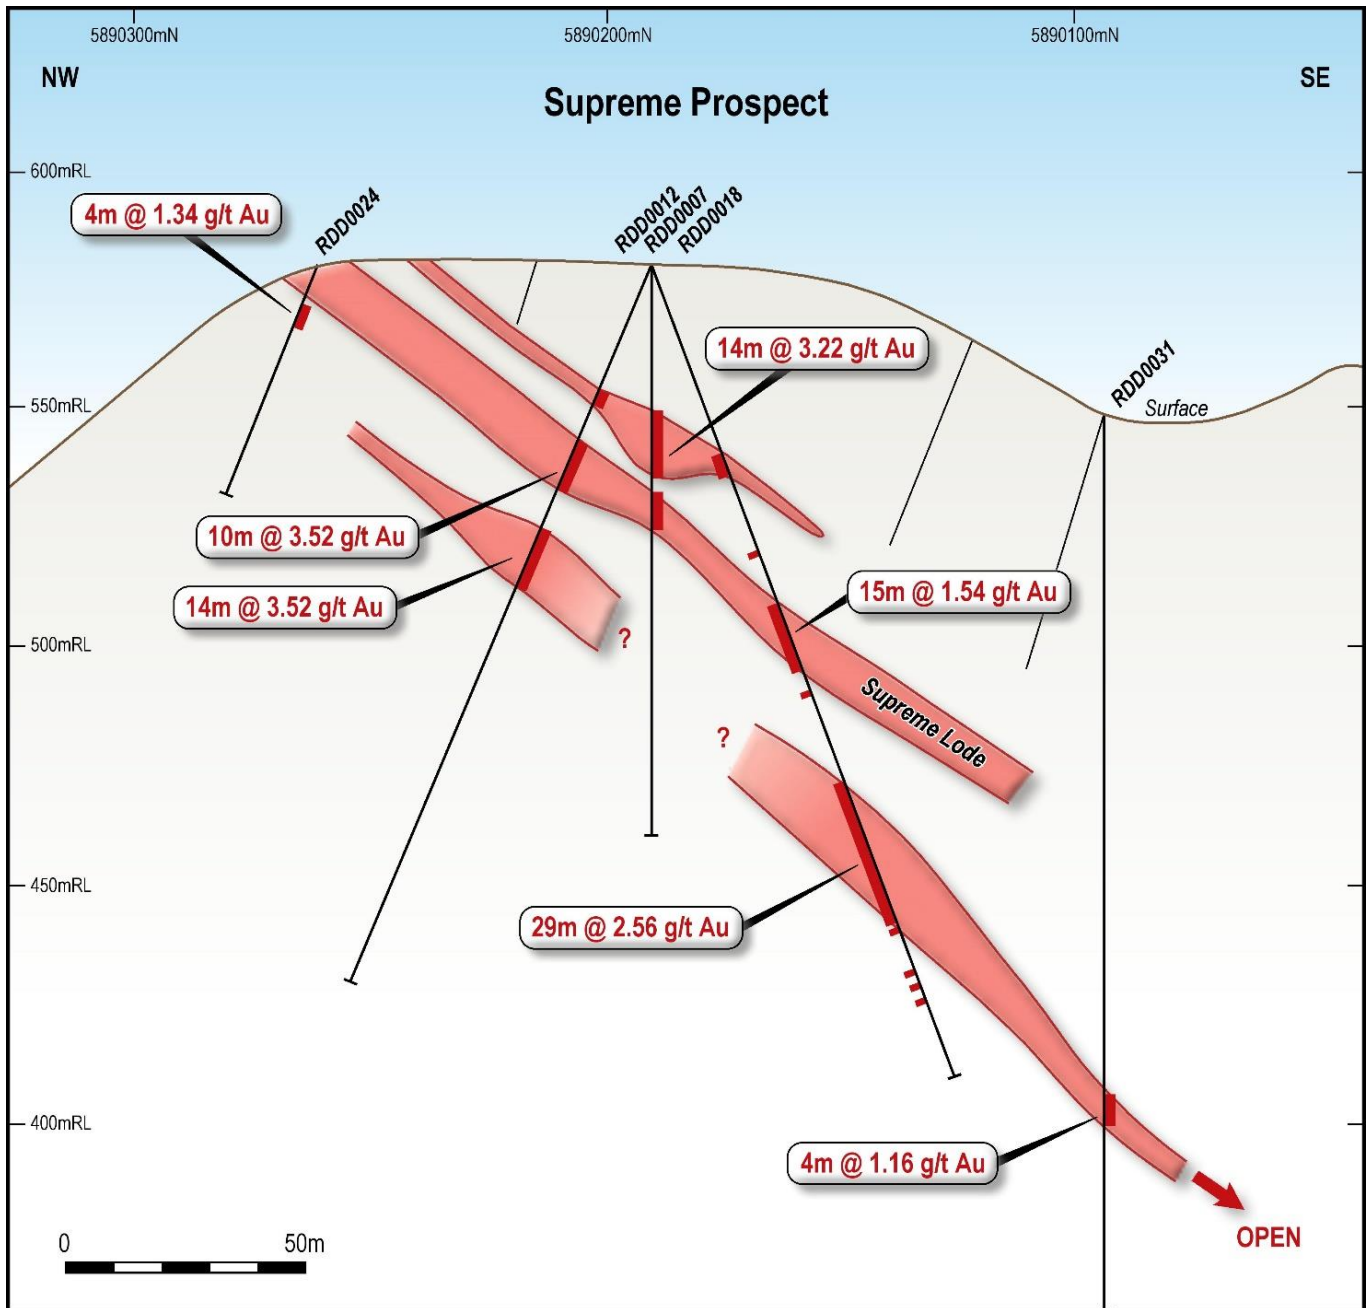 5890300mN
5890200mN
5890100mN
NW
SE
Supreme Prospect
600mRL
4m @ 1.34 g/t Au
RDD0024
RDD0012
RDD0007
RDD0018
14m @ 3.22 g/t Au
RDD0031
550mRL
Surface
10m @ 3.52 g/t Au
15m @ 1.54 g/t Au
14m @ 3.52 g/t Au
500mRL
?
Supreme Lode
?
450mRL
29m @ 2.56 g/t Au
400mRL
4m @ 1.16 g/t Au
OPEN
0 50m